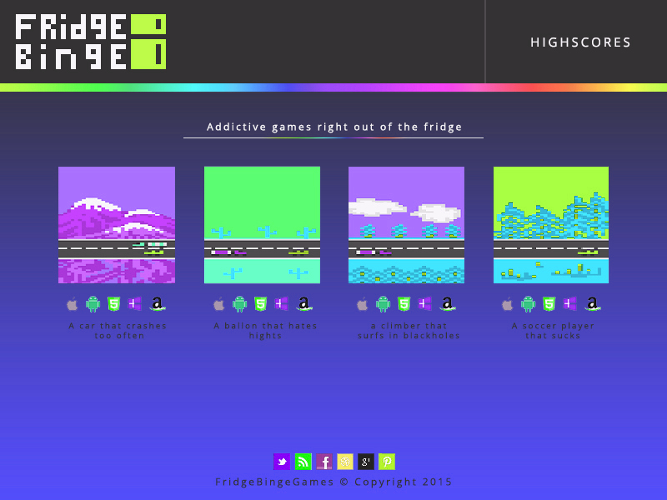 FRidgE
BingE
HIGHSCORES
Addictive games right out of the fridge
A car that crashes
too often
A ballon that hates
highs
a climber that
surfs in blackholes
A soccer player
that sucks
FridgeBingeGames © Copyright 2015